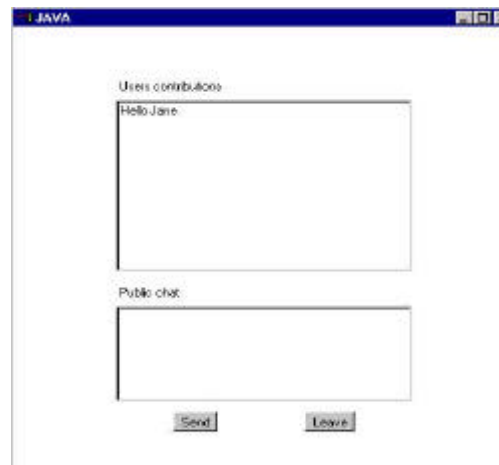 JAVA
Users contributions
Hello Jane
Public chat
Send
Leave